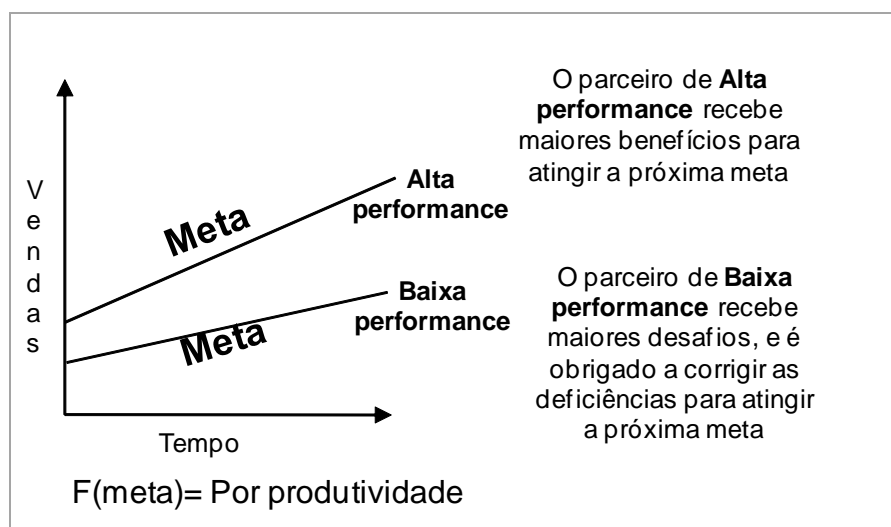 Vendas
Meta
Alta
performance
Meta
Baixa
performance
Tempo
F(meta)= Por produtividade
O parceiro de Alta
performance recebe
maiores benefícios para
atingir a próxima meta
O parceiro de Baixa
performance recebe
maiores desafios, e é
obrigado a corrigir as
deficiências para atingir
a próxima meta